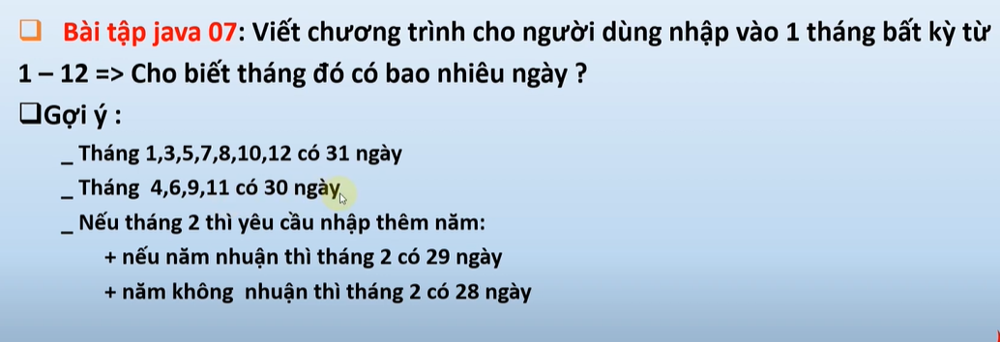 ❑ Bài tập java 07: Viết chương trình cho người dùng nhập vào 1 tháng bất kỳ từ
1 – 12 => Cho biết tháng đó có bao nhiêu ngày ?
❑Gợi ý :
_ Tháng 1,3,5,7,8,10,12 có 31 ngày
_ Tháng 4,6,9,11 có 30 ngày
_ Nếu tháng 2 thì yêu cầu nhập thêm năm:
+ nếu năm nhuận thì tháng 2 có 29 ngày
+ năm không nhuận thì tháng 2 có 28 ngày